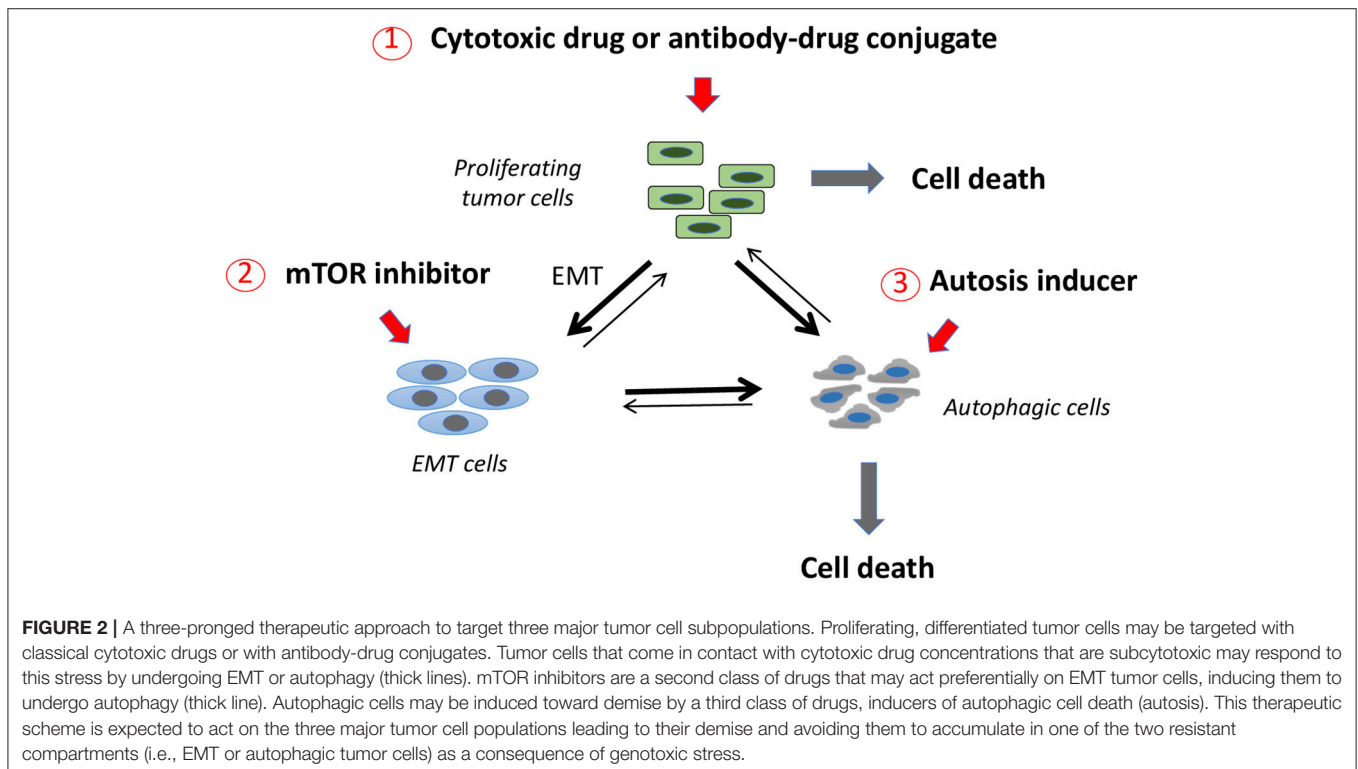 1 Cytotoxic drug or antibody-drug conjugate
Proliferating
tumor cells
Cell death
2 mTOR inhibitor
EMT
3 Autosis inducer
EMT cells
Autophagic cells
Cell death
FIGURE 2 | A three-pronged therapeutic approach to target three major tumor cell subpopulations. Proliferating, differentiated tumor cells may be targeted with
classical cytotoxic drugs or with antibody-drug conjugates. Tumor cells that come in contact with cytotoxic drug concentrations that are subcytotoxic may respond to
this stress by undergoing EMT or autophagy (thick lines). mTOR inhibitors are a second class of drugs that may act preferentially on EMT tumor cells, inducing them to
undergo autophagy (thick line). Autophagic cells may be induced toward demise by a third class of drugs, inducers of autophagic cell death (autosis). This therapeutic
scheme is expected to act on the three major tumor cell populations leading to their demise and avoiding them to accumulate in one of the two resistant
compartments (i.e., EMT or autophagic tumor cells) as a consequence of genotoxic stress.